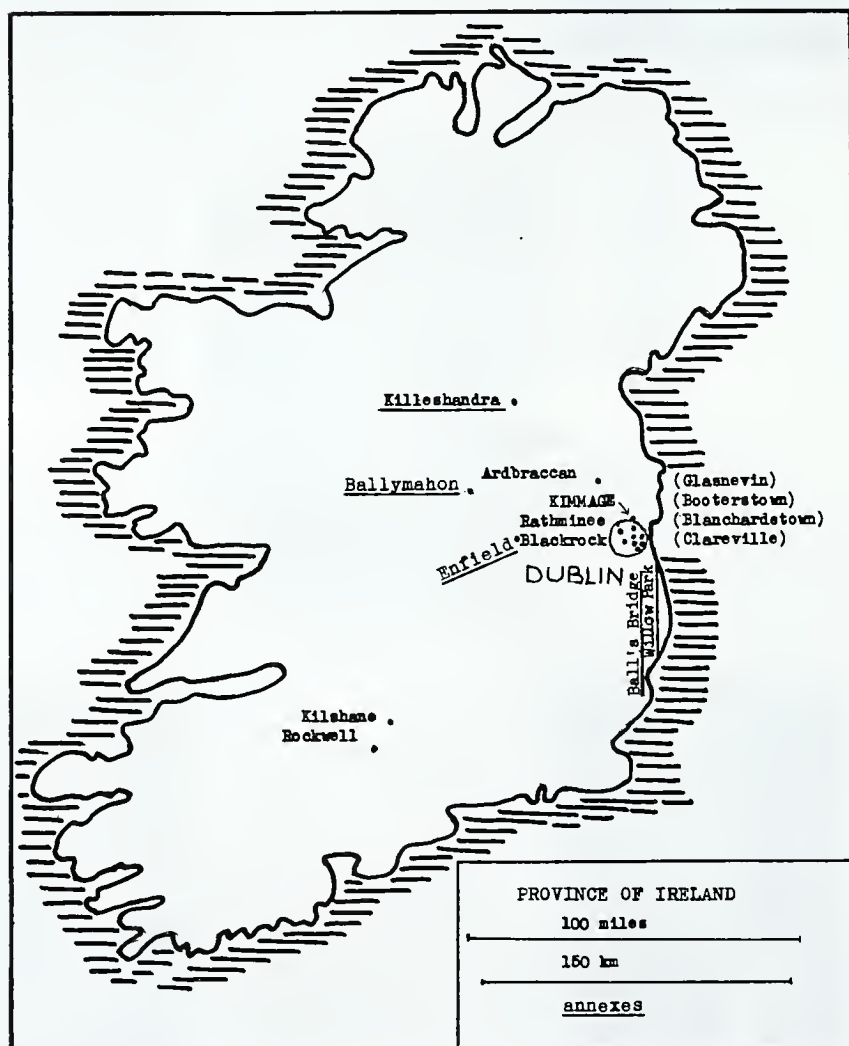 Killeshandra
Ardbraccan
Ballymahon
KIMMAGE
Rathmines
Blackrock
Enfield
DUBLIN
(Glasnevin)
(Booterstown)
(Blanchardstown)
(Clareville)
Ball's Bridge
Willow Park
Kilshane
Rockwell
PROVINCE OF IRELAND
100 miles
150 km
annexes